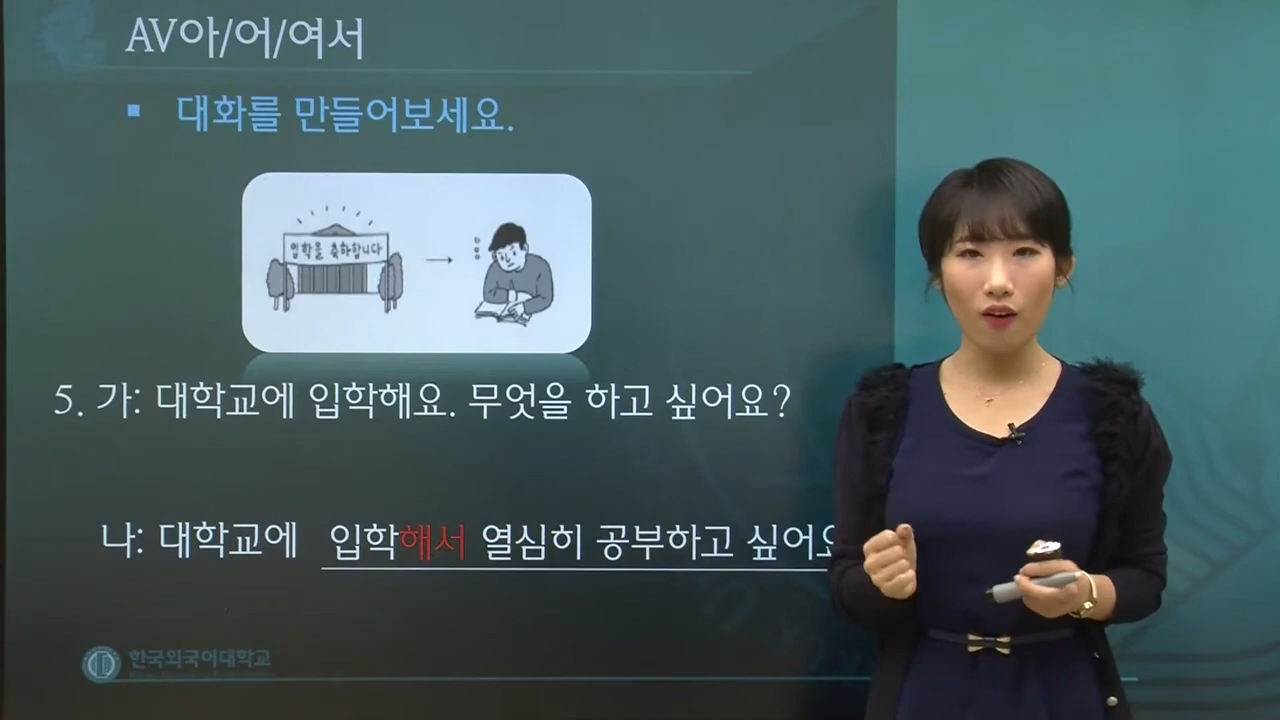 AV아/어/여서
▪ 대화를 만들어보세요.
입학을 축하합니다
5. 가: 대학교에 입학해요. 무엇을 하고 싶어요?
나: 대학교에 입학해서 열심히 공부하고 싶어요
한국외국어대학교